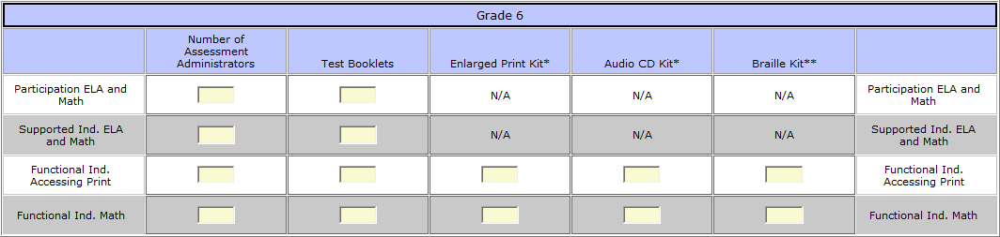 Grade 6
Number of
Assessment
Administrators
Test Booklets
Enlarged Print Kit*
Audio CD Kit*
Braille Kit**
Participation ELA and
Math
N/A
N/A
N/A
Participation ELA and
Math
Supported Ind. ELA
and Math
N/A
N/A
N/A
Supported Ind. ELA
and Math
Functional Ind.
Accessing Print
Functional Ind.
Accessing Print
Functional Ind. Math
Functional Ind. Math